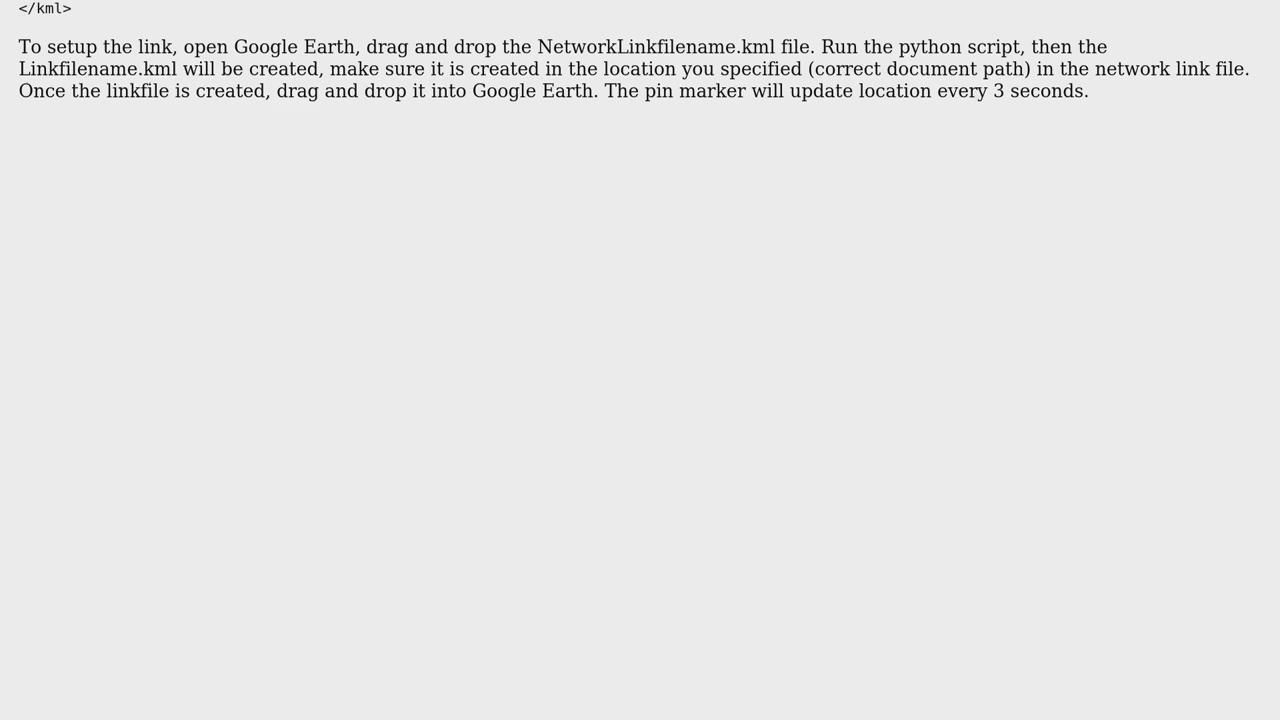 </kml>
To setup the link, open Google Earth, drag and drop the NetworkLinkfilename.kml file. Run the python script, then the
Linkfilename.kml will be created, make sure it is created in the location you specified (correct document path) in the network link file.
Once the linkfile is created, drag and drop it into Google Earth. The pin marker will update location every 3 seconds.